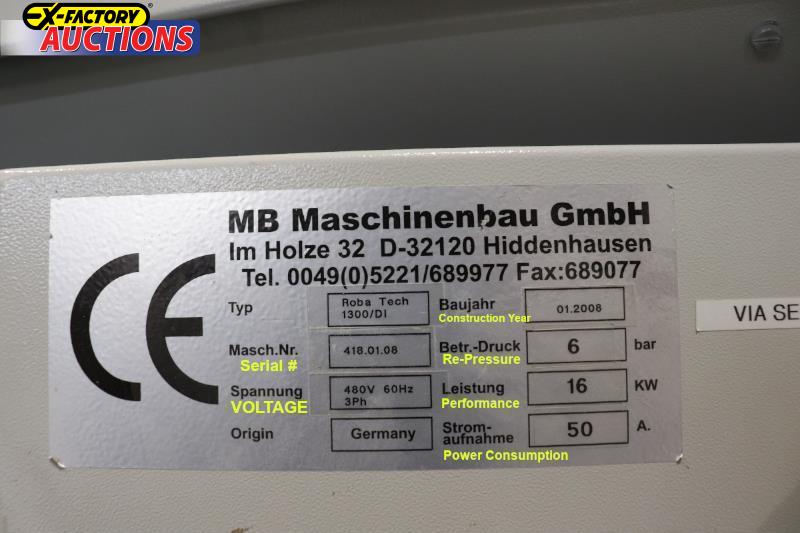 EX-FACTORY
AUCTIONS
CE
MB Maschinenbau GmbH
Im Holze 32 D-32120 Hiddenhausen
Tel. 0049(0)5221/689977 Fax:689077
Typ
Roba Tech
1300/DI
Baujahr
Construction Year
01.2008
Masch.Nr.
Serial #
418.01.08
Betr.-Druck
Re-Pressure
6
bar
Spannung
VOLTAGE
480V 60Hz
3Ph
Leistung
Performance
16
KW
Origin
Germany
Strom-
aufnahme
Power Consumption
50
A.
VIA SE